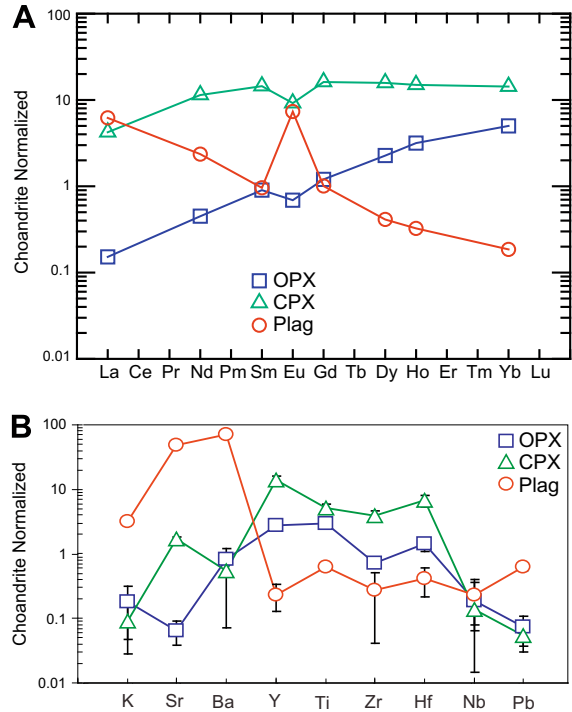 A
100
10
1
0.1
0.01
Choandrite Normalized
OPX
CPX
Plag
La Ce Pr Nd Pm Sm Eu Gd Tb Dy Ho Er Tm Yb Lu
B
100
10
1
0.1
0.01
Choandrite Normalized
OPX
CPX
Plag
K Sr Ba Y Ti Zr Hf Nb Pb